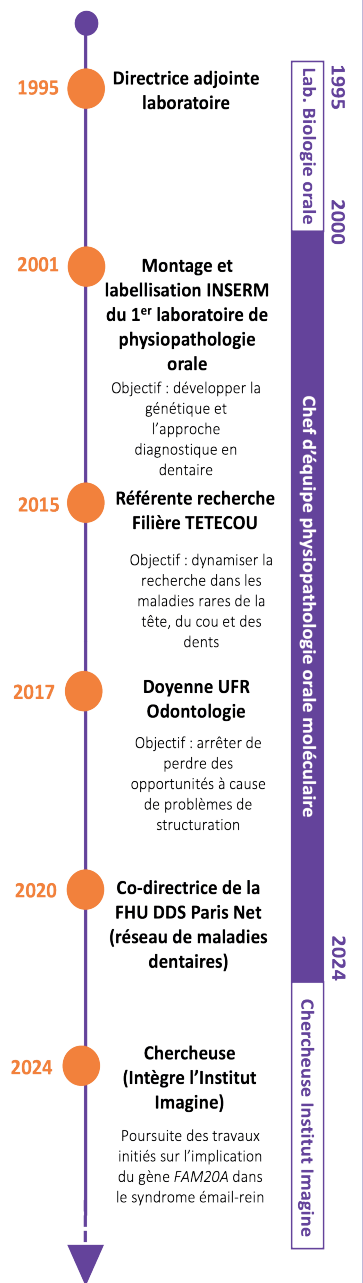 1995
Directrice adjointe
laboratoire
2001
Montage et
labellisation INSERM
du 1er laboratoire de
physiopathologie
orale
Objectif : développer la
génétique et
l’approche
diagnostique en
dentaire
2015
Référente recherche
Filière TETECOU
Objectif : dynamiser la
recherche dans les
maladies rares de la
tête, du cou et des
dents
2017
Doyenne UFR
Odontologie
Objectif : arrêter de
perdre des
opportunités à cause
de problèmes de
structuration
2020
Co-directrice de la
FHU DDS Paris Net
(réseau de maladies
dentaires)
2024
Chercheuse
(Intègre l’Institut
Imagine)
Poursuite des travaux
initiés sur l’implication
du gène FAM20A dans
le syndrome émail-rein
1995
2000
2024
Lab. Biologie orale
Chef d’équipe physiopathologie orale moléculaire
Chercheuse Institut Imagine